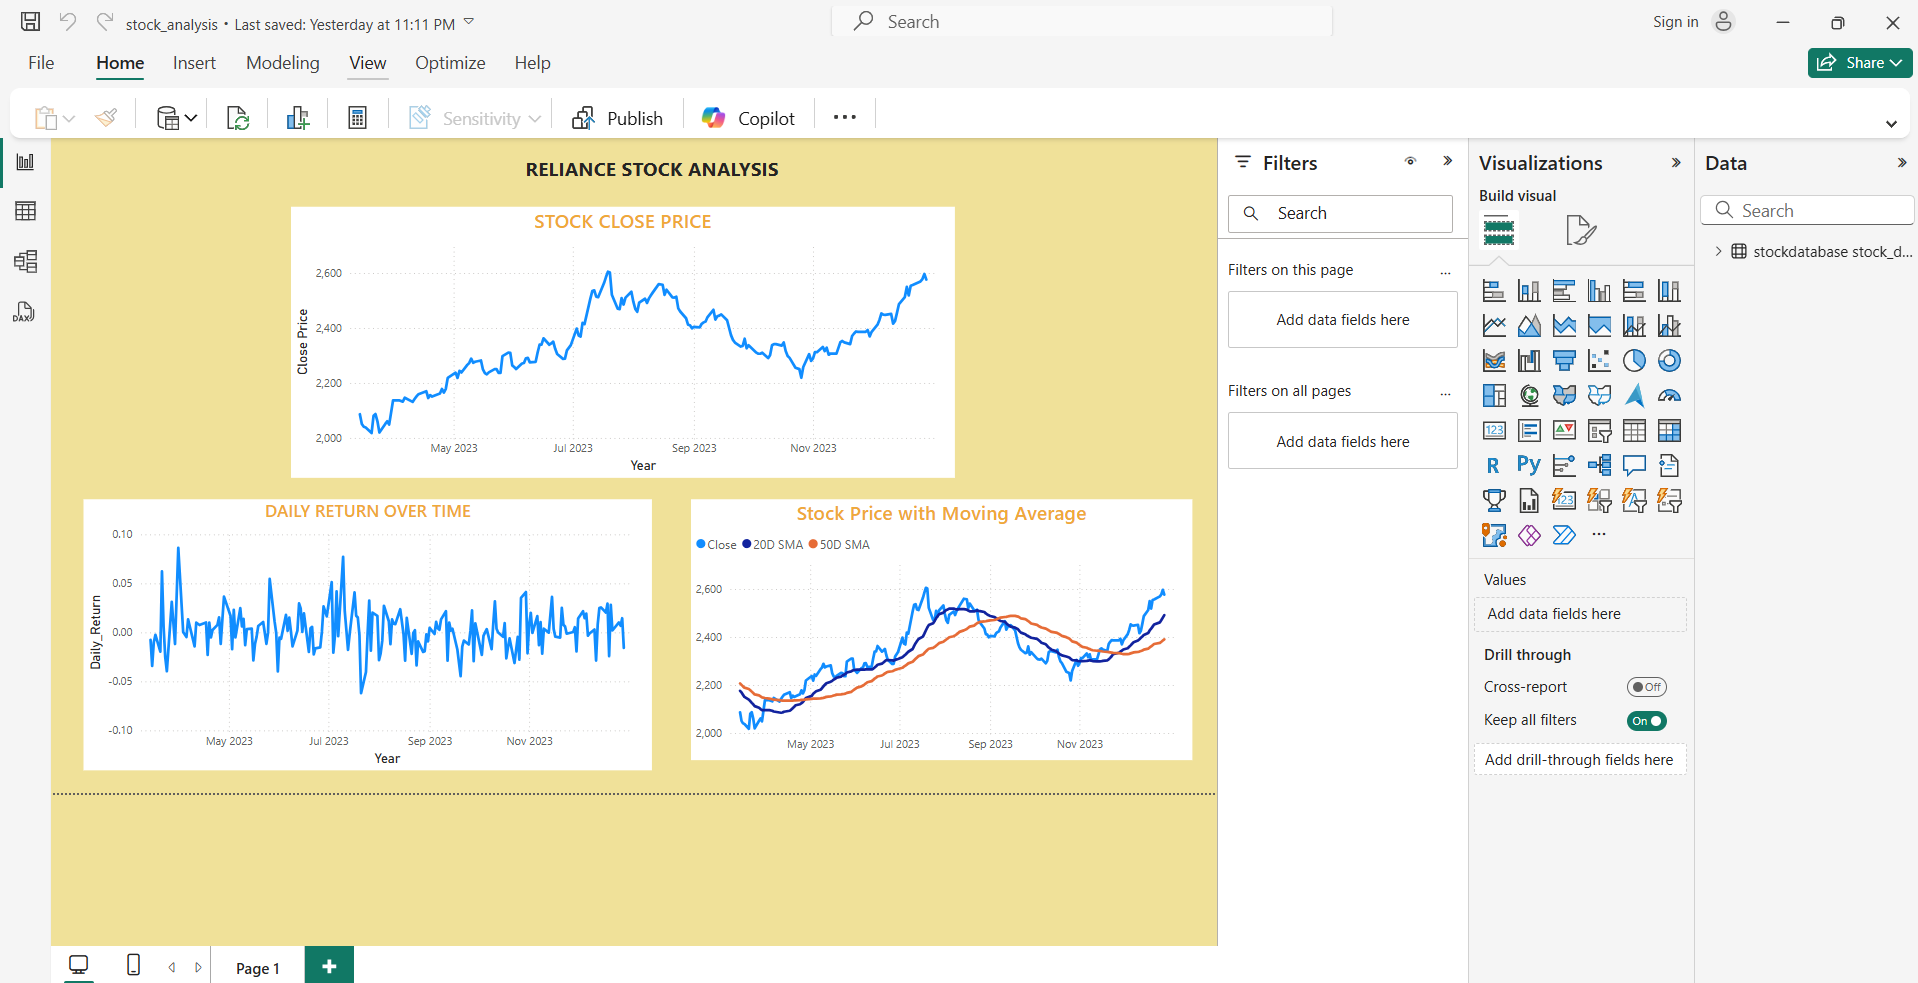 stock_analysis • Last saved: Yesterday at 11:11 PM
Search
Sign in
File Home Insert Modeling View Optimize Help
Share
Sensitivity
Publish
Copilot
RELIANCE STOCK ANALYSIS
STOCK CLOSE PRICE
Close Price
2,600
2,400
2,200
2,000
May 2023 Jul 2023 Sep 2023 Nov 2023
Year
DAILY RETURN OVER TIME
Daily_Return
0.10
0.05
0.00
-0.05
-0.10
May 2023 Jul 2023 Sep 2023 Nov 2023
Year
Stock Price with Moving Average
Close 20D SMA 50D SMA
2,600
2,400
2,200
2,000
May 2023 Jul 2023 Sep 2023 Nov 2023
Page 1
Filters
Search
Filters on this page ...
Add data fields here
Filters on all pages ...
Add data fields here
Visualizations
Build visual
123
R Py
123
Values
Add data fields here
Drill through
Cross-report Off
Keep all filters On
Add drill-through fields here
Data
Search
stockdatabase stock_d...
DAX